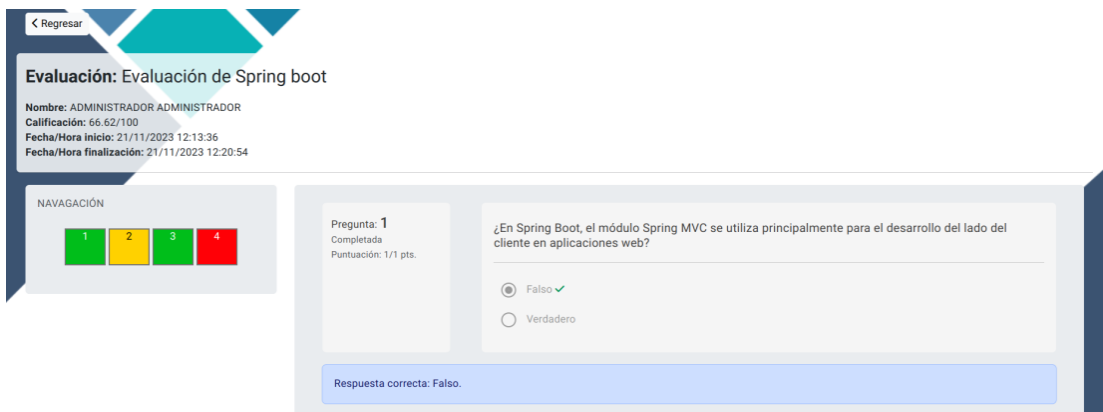 Regresar
Evaluación: Evaluación de Spring boot
Nombre: ADMINISTRADOR ADMINISTRADOR
Calificación: 66.62/100
Fecha/Hora inicio: 21/11/2023 12:13:36
Fecha/Hora finalización: 21/11/2023 12:20:54
NAVAGACIÓN
1 2 3 4
Pregunta: 1
Completada
Puntuación: 1/1 pts.
¿En Spring Boot, el módulo Spring MVC se utiliza principalmente para el desarrollo del lado del
cliente en aplicaciones web?
Falso
Verdadero
Respuesta correcta: Falso.